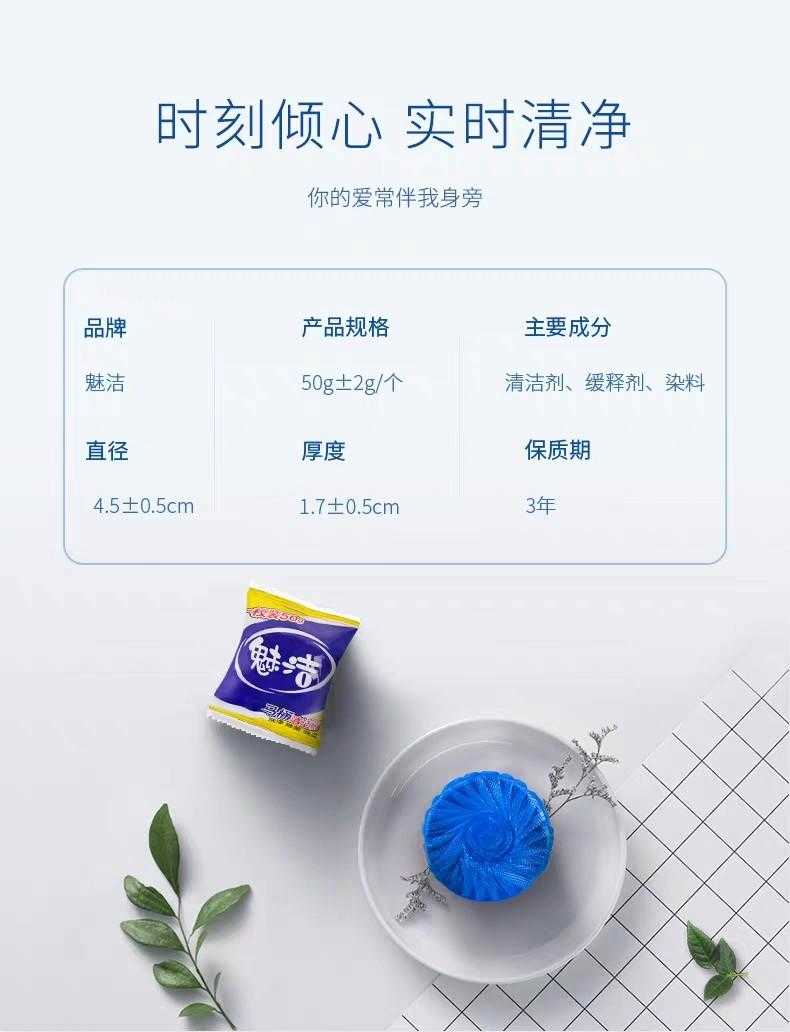 时刻倾心 实时清净
你的爱常伴我身旁
品牌 产品规格 主要成分
魅洁 50g±2g/个 清洁剂、缓释剂、染料
直径 厚度 保质期
4.5±0.5cm 1.7±0.5cm 3年
魅洁